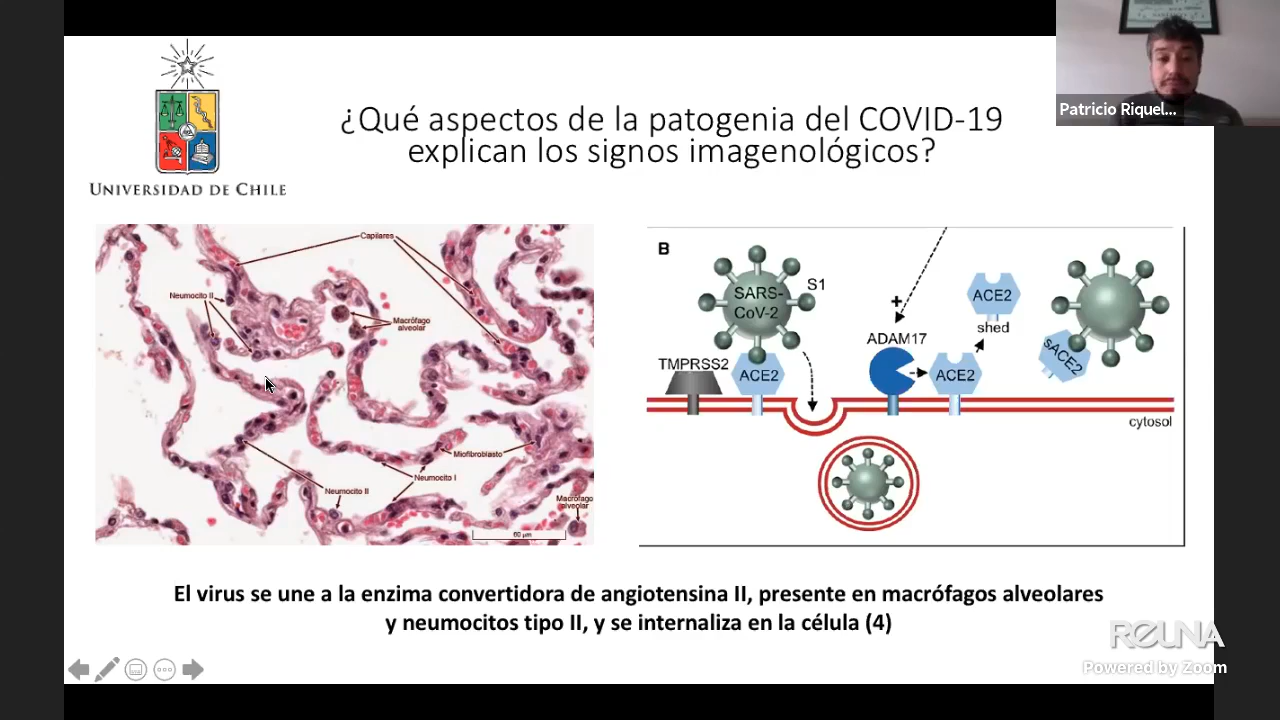 Patricio Riquel...
¿Qué aspectos de la patogenia del COVID-19
explican los signos imagenológicos?
UNIVERSIDAD DE CHILE
Capilares
Neumocito II
Macrófago
alveolar
Miofibroblasto
Neumocito I
Neumocito II
Macrófago
alveolar
60 µm
B
SARS-
CoV-2
S1
TMPRSS2
ACE2
+
ADAM17
ACE2
ACE2
shed
sACE2
cytosol
El virus se une a la enzima convertidora de angiotensina II, presente en macrófagos alveolares
y neumocitos tipo II, y se internaliza en la célula (4)
REUNA
Powered by Zoom